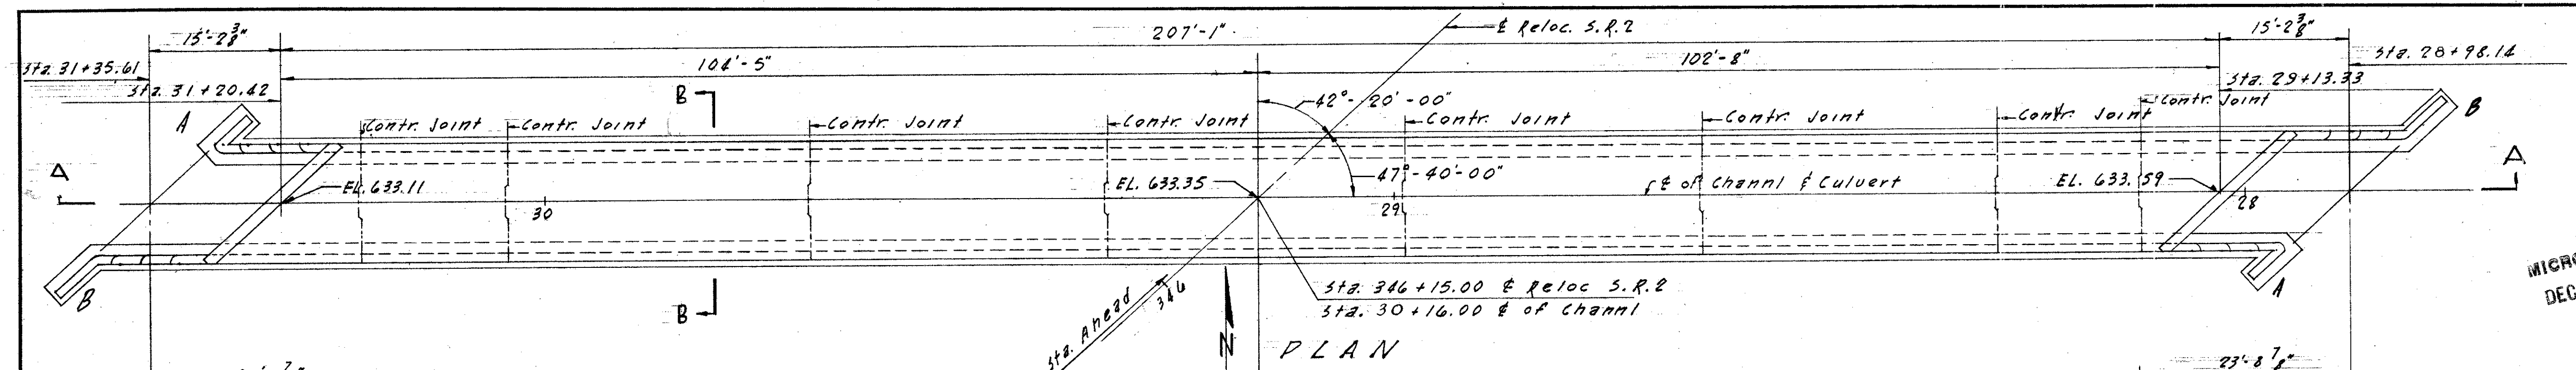 15'-2 3/8"
207'-1"
℄ Reloc. S.R.2
15'-2 3/8"
Sta. 31+35.61
104'-5"
102'-8"
Sta. 28+98.14
Sta. 31+20.42
Sta. 29+13.33
B
42°-20'-00"
A
Contr. Joint
Contr. Joint
Contr. Joint
Contr. Joint
Contr. Joint
Contr. Joint
Contr. Joint
Contr. Joint
B
A
EL. 633.11
EL. 633.35
47°-40'-00"
℄ of Channl & Culvert
EL. 633.59
A
30
29
28
B
B
Sta. Ahead
346
Sta. 346+15.00 ℄ Reloc S.R.2
Sta. 30+16.00 ℄ of Channl
A
MICRO
DEC
N
PLAN
23'-8 7/8"